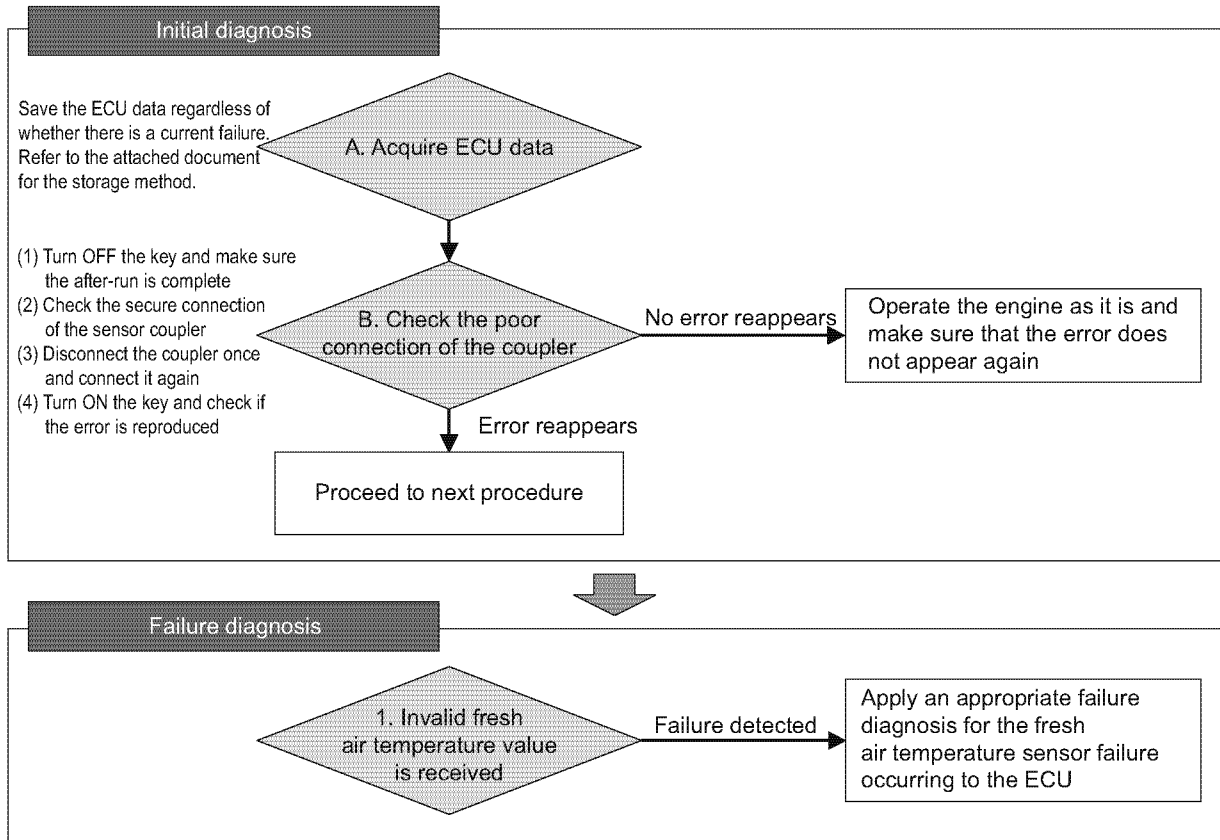 Initial diagnosis
Save the ECU data regardless of
whether there is a current failure.
Refer to the attached document
for the storage method.
A. Acquire ECU data
(1) Turn OFF the key and make sure
the after-run is complete
(2) Check the secure connection
of the sensor coupler
(3) Disconnect the coupler once
and connect it again
(4) Turn ON the key and check if
the error is reproduced
B. Check the poor
connection of the coupler
No error reappears
Operate the engine as it is and
make sure that the error does
not appear again
Error reappears
Proceed to next procedure
Failure diagnosis
1. Invalid fresh
air temperature value
is received
Failure detected
Apply an appropriate failure
diagnosis for the fresh
air temperature sensor failure
occurring to the ECU